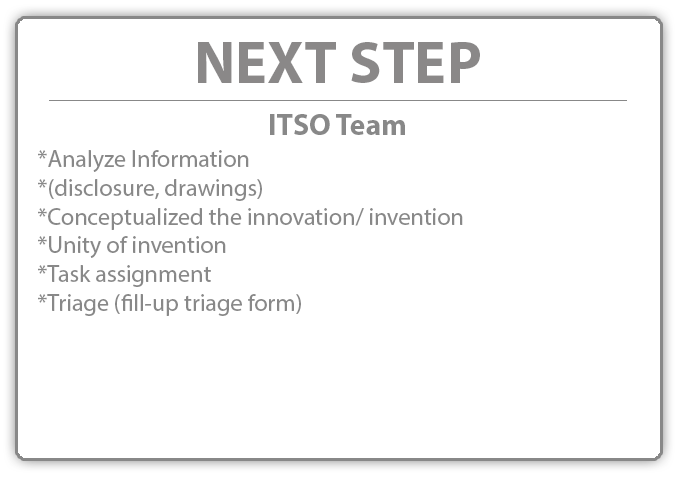 NEXT STEP
ITSO Team
*Analyze Information
*(disclosure, drawings)
*Conceptualized the innovation/ invention
*Unity of invention
*Task assignment
*Triage (fill-up triage form)